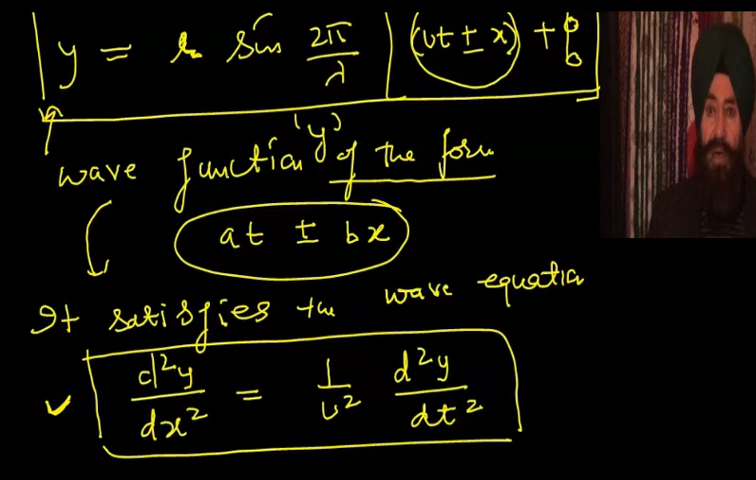 y = r sin 2π/λ (vt ± x) + ϕ0
wave function 'y' of the form
at ± bx
It satisfies the wave equation
d²y/dx² = 1/v² d²y/dt²